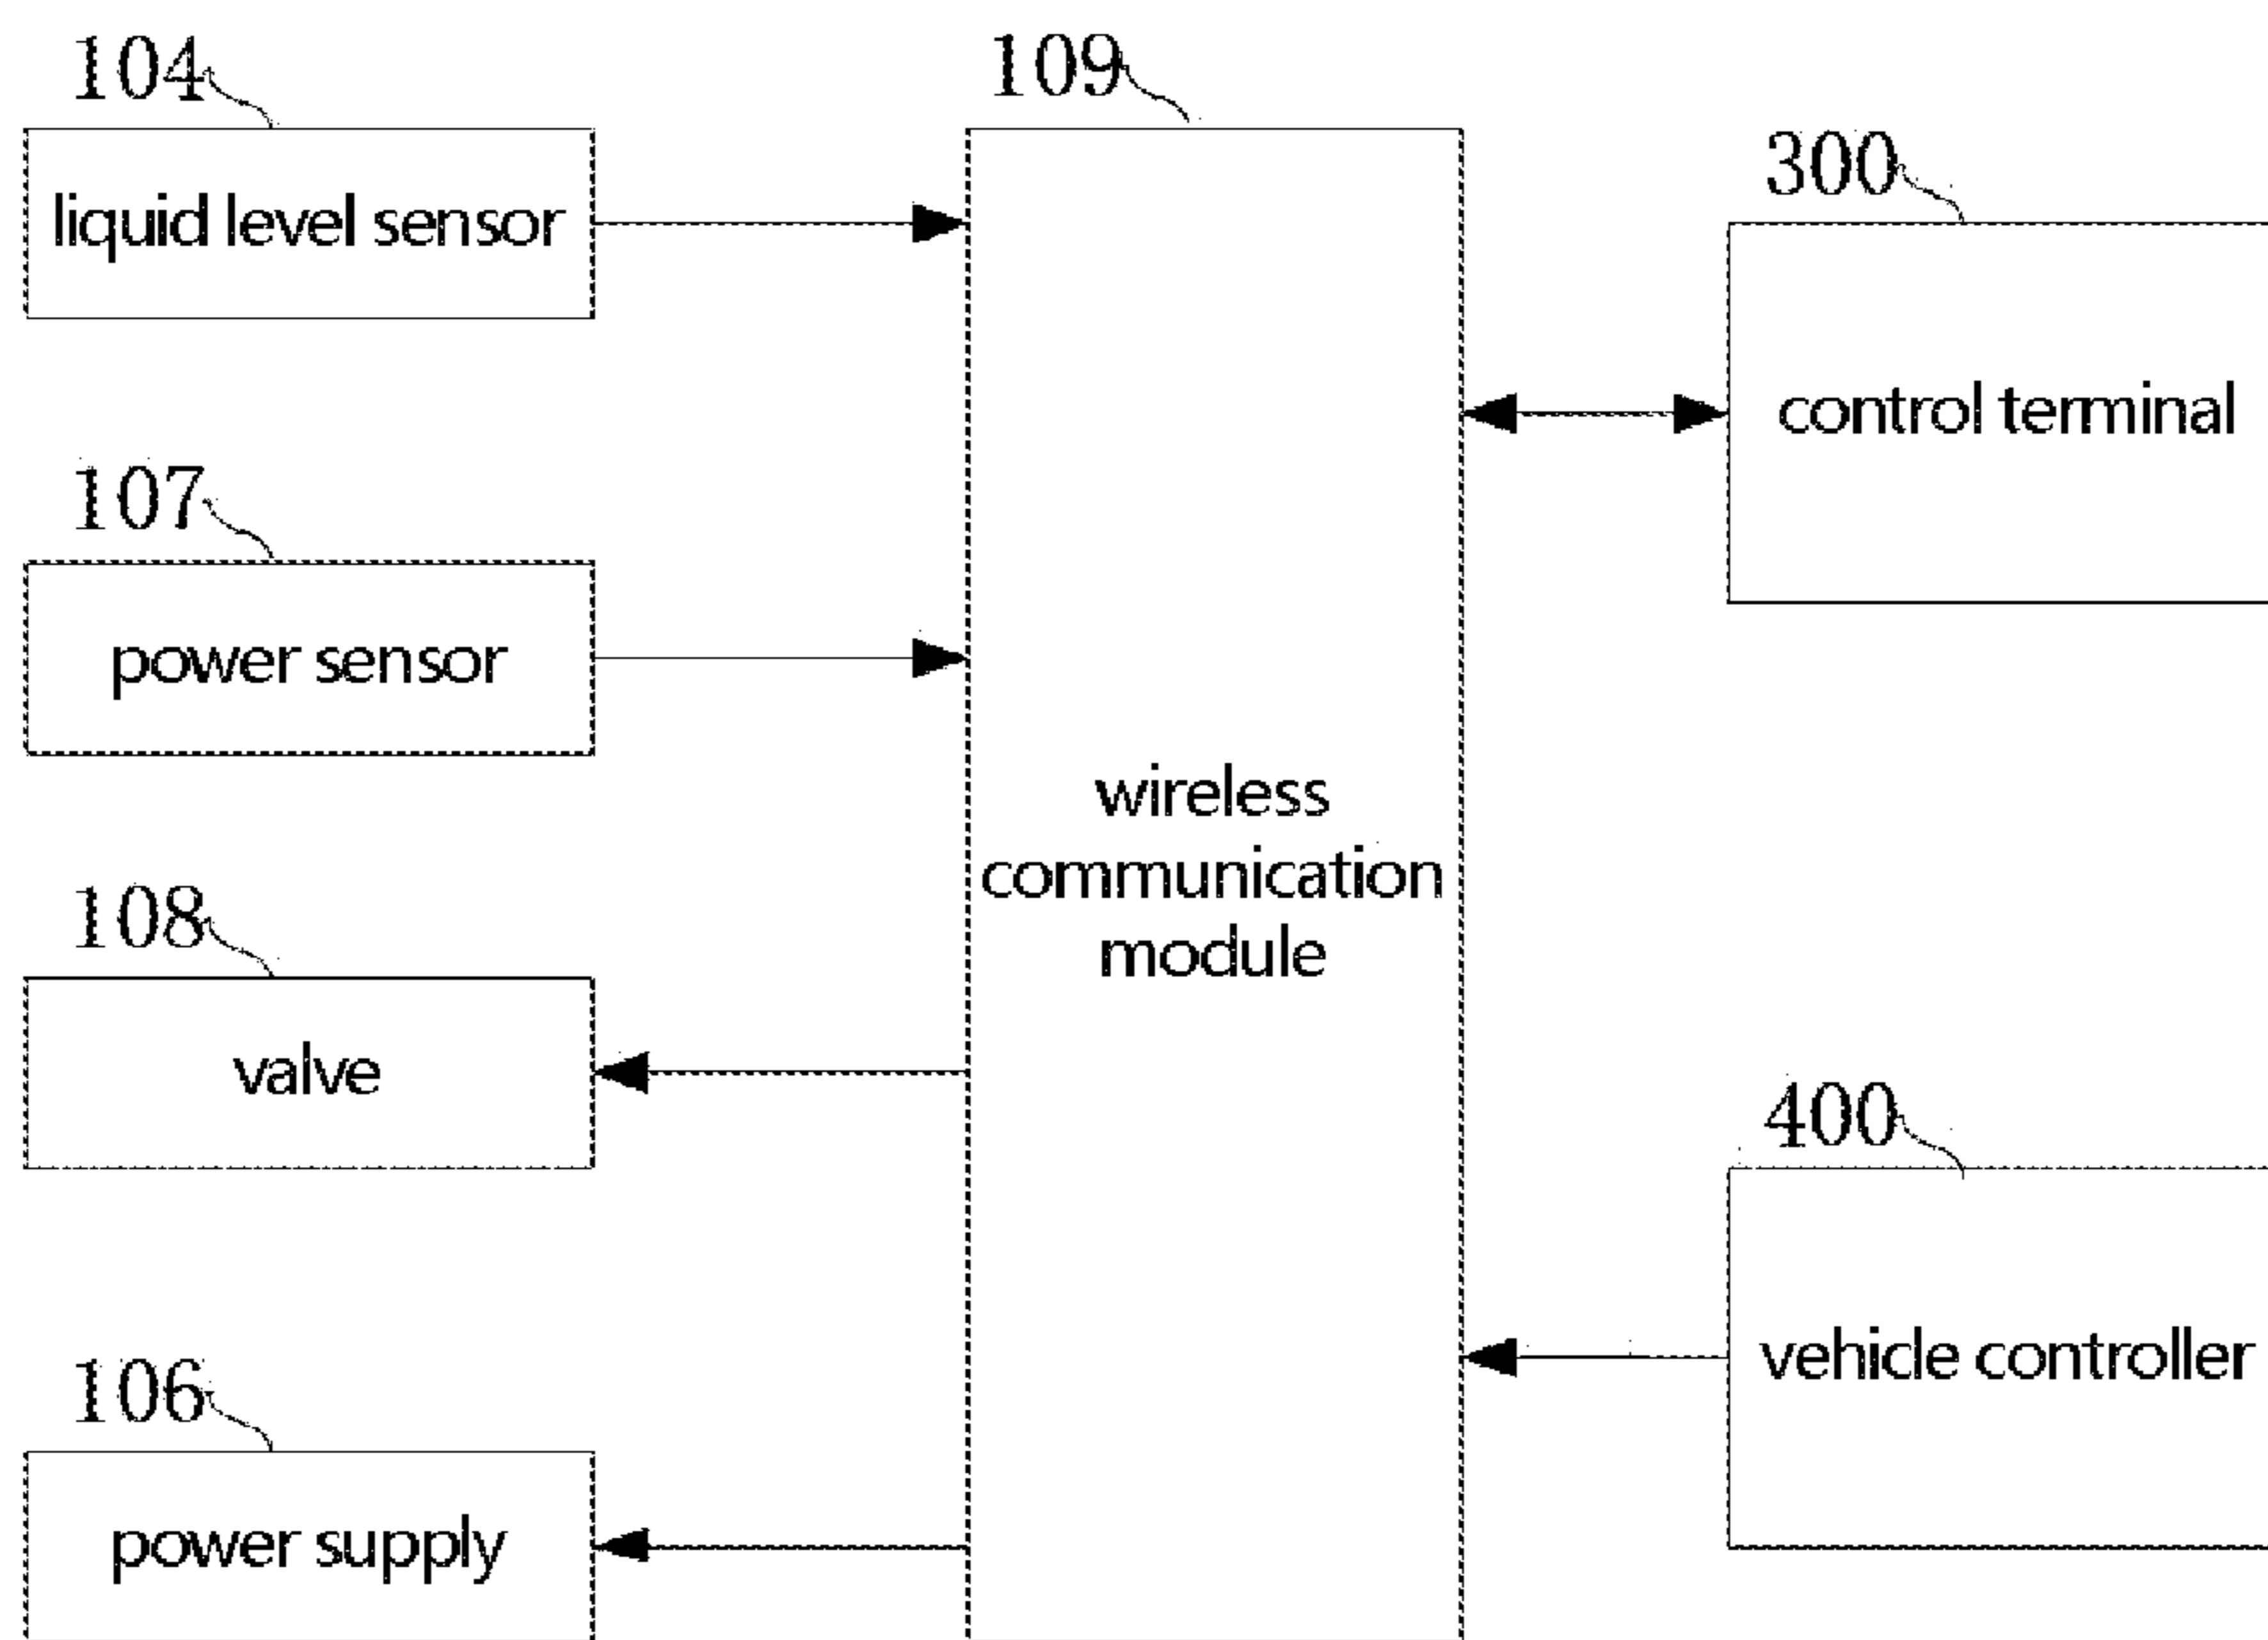 104
liquid level sensor
107
power sensor
108
valve
106
power supply
109
wireless
communication
module
300
control terminal
400
vehicle controller